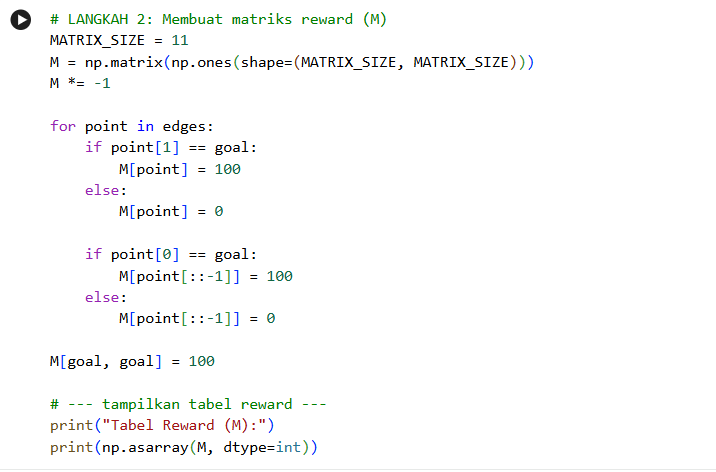 # LANGKAH 2: Membuat matriks reward (M)
MATRIX_SIZE = 11
M = np.matrix(np.ones(shape=(MATRIX_SIZE, MATRIX_SIZE)))
M *= -1

for point in edges:
    if point[1] == goal:
        M[point] = 100
    else:
        M[point] = 0

    if point[0] == goal:
        M[point[::-1]] = 100
    else:
        M[point[::-1]] = 0

M[goal, goal] = 100

# --- tampilkan tabel reward ---
print("Tabel Reward (M):")
print(np.asarray(M, dtype=int))